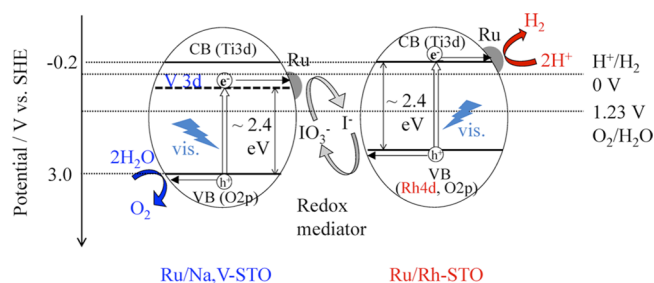 Potential / V vs. SHE
-0.2
3.0
CB (Ti3d)
Ru
V 3d
e-
~ 2.4
eV
vis.
2H2O
O2
h+
VB (O2p)
Ru/Na,V-STO
IO3-
I-
Redox
mediator
CB (Ti3d)
e-
Ru
H2
2H+
~ 2.4
eV
vis.
h+
VB
(Rh4d, O2p)
Ru/Rh-STO
H+/H2
0 V
1.23 V
O2/H2O